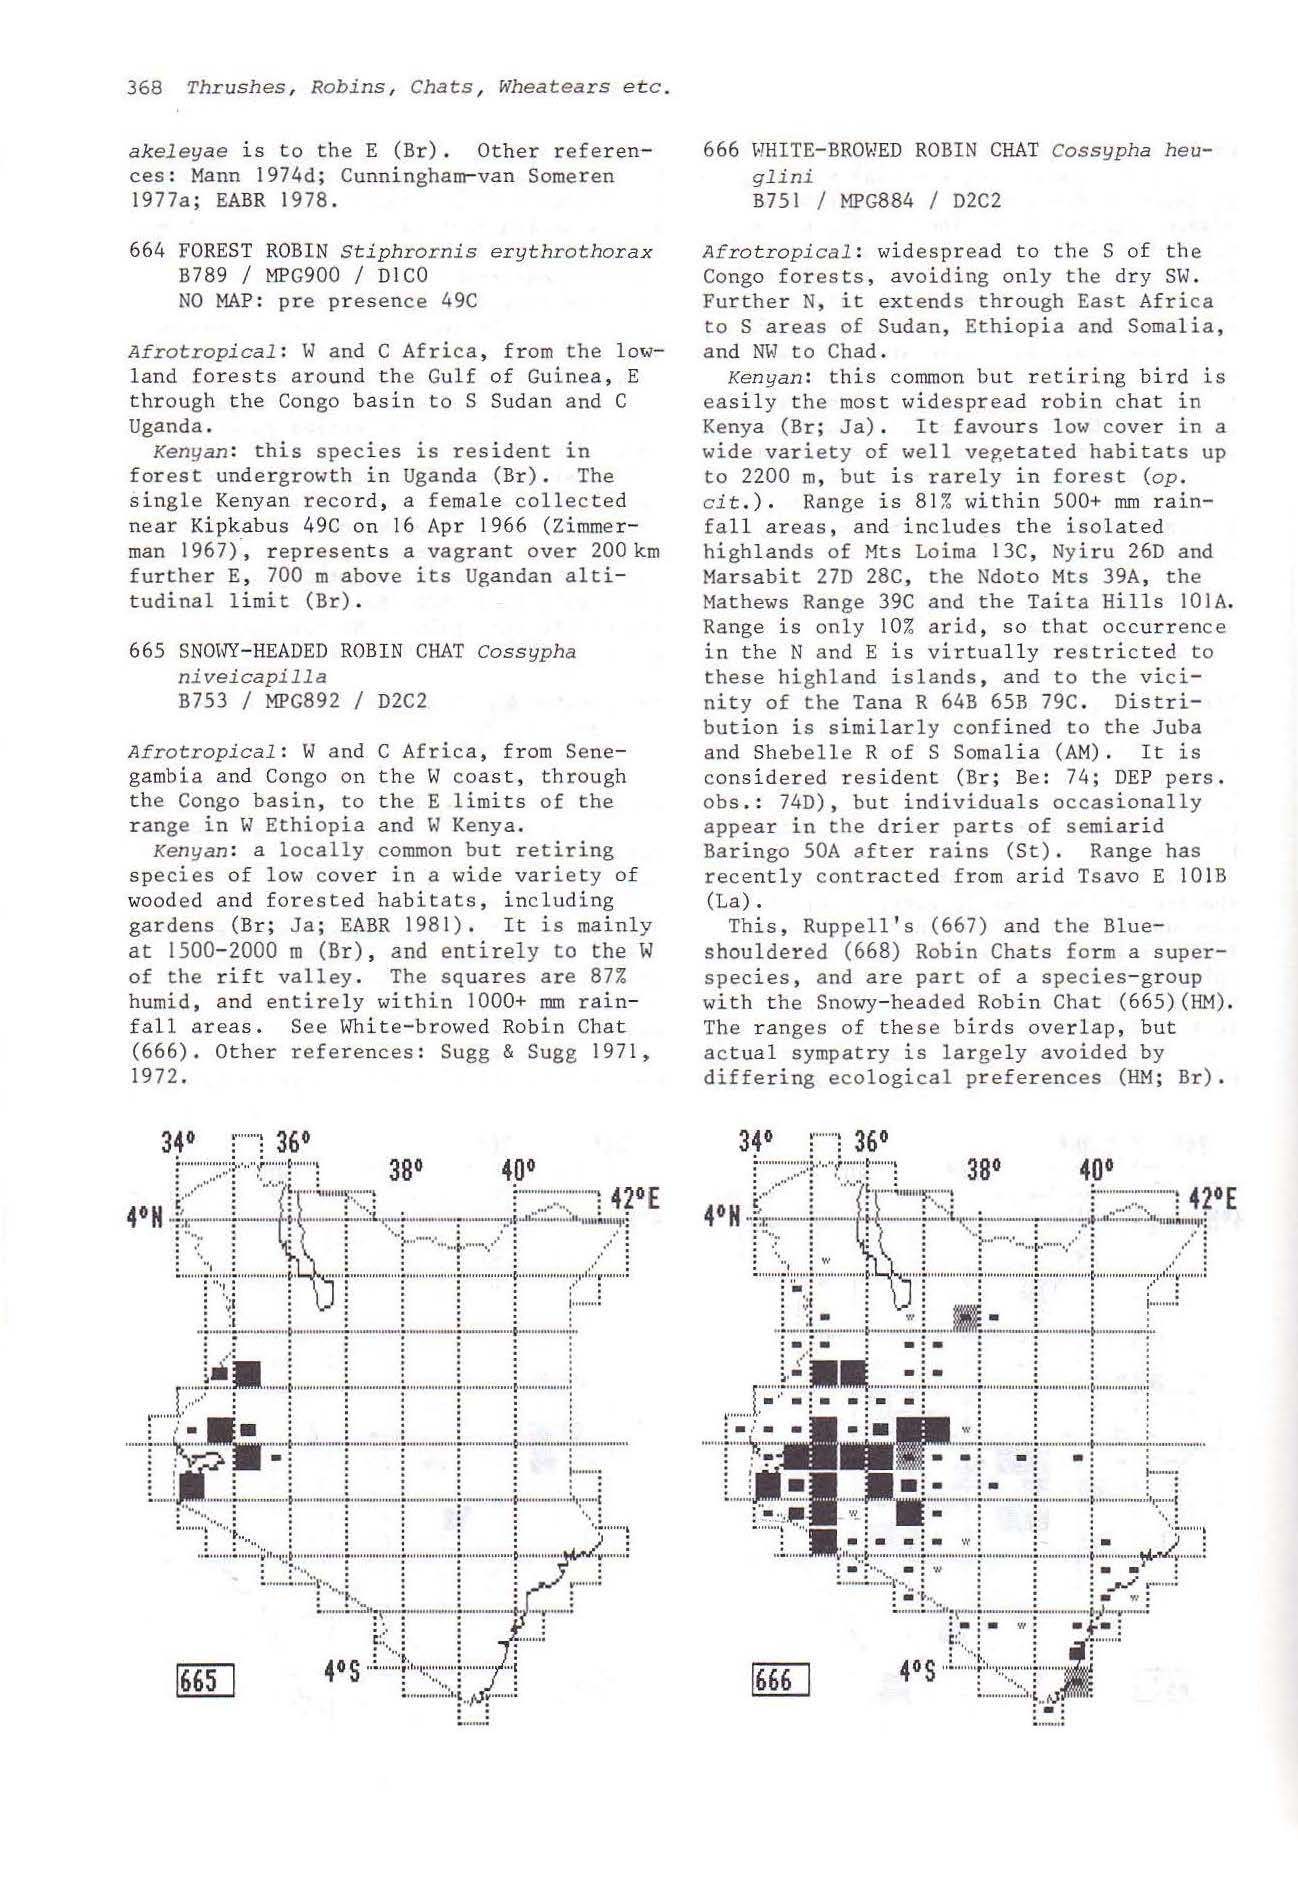 368 Thrushes, Robins, Chats, Wheatears etc.
akeleyae is to the E (Br). Other referen-
ces: Mann 1974d; Cunningham-van Someren
1977a; EABR 1978.
664 FOREST ROBIN Stiphrornis erythrothorax
B789 / MPG900 / D1C0
NO MAP: pre presence 49C
Afrotropical: W and C Africa, from the low-
land forests around the Gulf of Guinea, E
through the Congo basin to S Sudan and C
Uganda.
Kenyan: this species is resident in
forest undergrowth in Uganda (Br). The
single Kenyan record, a female collected
near Kipkabus 49C on 16 Apr 1966 (Zimmer-
man 1967), represents a vagrant over 200 km
further E, 700 m above its Ugandan alti-
tudinal limit (Br).
665 SNOWY-HEADED ROBIN CHAT Cossypha
niveicapilla
B753 / MPG892 / D2C2
Afrotropical: W and C Africa, from Sene-
gambia and Congo on the W coast, through
the Congo basin, to the E limits of the
range in W Ethiopia and W Kenya.
Kenyan: a locally common but retiring
species of low cover in a wide variety of
wooded and forested habitats, including
gardens (Br; Ja; EABR 1981). It is mainly
at 1500-2000 m (Br), and entirely to the W
of the rift valley. The squares are 87%
humid, and entirely within 1000+ mm rain-
fall areas. See White-browed Robin Chat
(666). Other references: Sugg & Sugg 1971,
1972.
34° 36°
38° 40°
42°E
4°N
665
4°S
666 WHITE-BROWED ROBIN CHAT Cossypha heu-
glini
B751 / MPG884 / D2C2
Afrotropical: widespread to the S of the
Congo forests, avoiding only the dry SW.
Further N, it extends through East Africa
to S areas of Sudan, Ethiopia and Somalia,
and NW to Chad.
Kenyan: this common but retiring bird is
easily the most widespread robin chat in
Kenya (Br; Ja). It favours low cover in a
wide variety of well vegetated habitats up
to 2200 m, but is rarely in forest (op.
cit.). Range is 81% within 500+ mm rain-
fall areas, and includes the isolated
highlands of Mts Loima 13C, Nyiru 26D and
Marsabit 27D 28C, the Ndoto Mts 39A, the
Mathews Range 39C and the Taita Hills 101A.
Range is only 10% arid, so that occurrence
in the N and E is virtually restricted to
these highland islands, and to the vici-
nity of the Tana R 64B 65B 79C. Distri-
bution is similarly confined to the Juba
and Shebelle R of S Somalia (AM). It is
considered resident (Br; Be: 74; DEP pers.
obs.: 74D), but individuals occasionally
appear in the drier parts of semiarid
Baringo 50A after rains (St). Range has
recently contracted from arid Tsavo E 101B
(La).
This, Ruppell's (667) and the Blue-
shouldered (668) Robin Chats form a super-
species, and are part of a species-group
with the Snowy-headed Robin Chat (665)(HM).
The ranges of these birds overlap, but
actual sympatry is largely avoided by
differing ecological preferences (HM; Br).
34° 36°
38° 40°
42°E
4°N
666
4°S